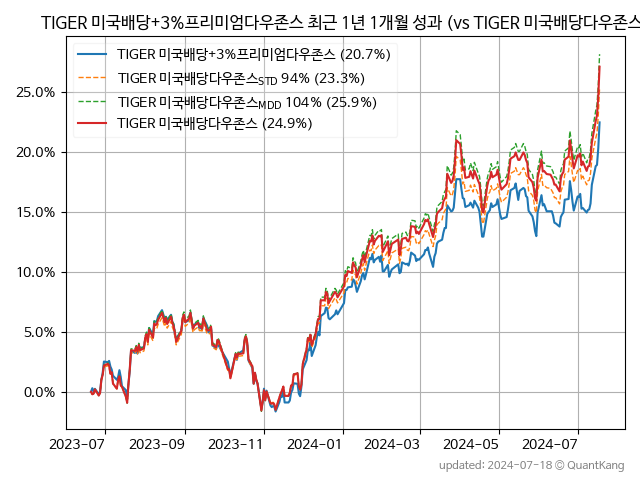 TIGER 미국배당+3%프리미엄다우존스 최근 1년 1개월 성과 (vs TIGER 미국배당다우존스
TIGER 미국배당+3%프리미엄다우존스 (20.7%)
TIGER 미국배당다우존스STD 94% (23.3%)
TIGER 미국배당다우존스MDD 104% (25.9%)
TIGER 미국배당다우존스 (24.9%)
25.0%
20.0%
15.0%
10.0%
5.0%
0.0%
2023-07 2023-09 2023-11 2024-01 2024-03 2024-05 2024-07
updated: 2024-07-18 © QuantKang